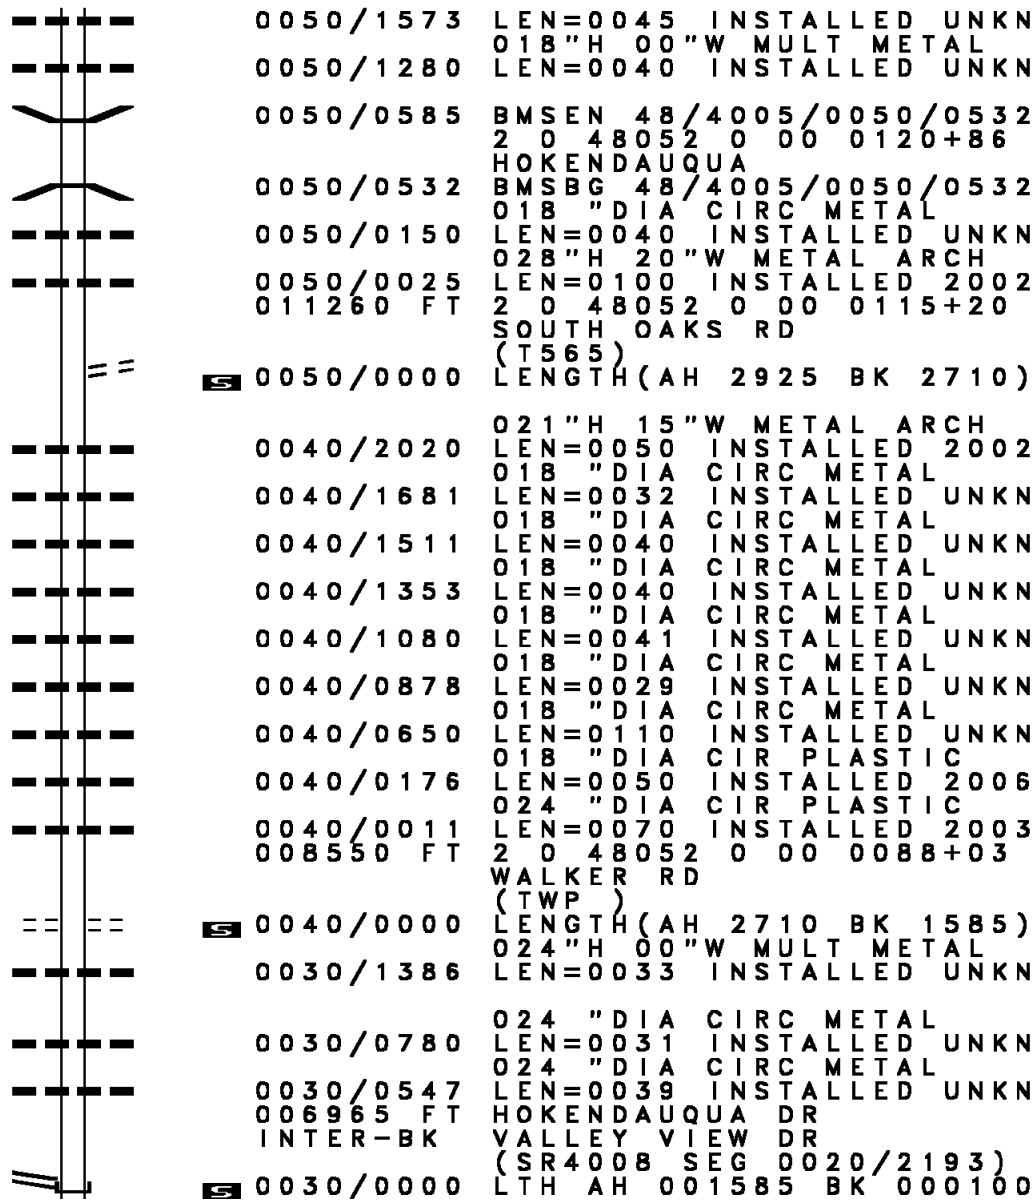 0050/1573 LEN=0045 INSTALLED UNKN
018"H 00"W MULT METAL
0050/1280 LEN=0040 INSTALLED UNKN
0050/0585 BMSEN 48/4005/0050/0532
2 0 48052 0 00 0120+86
HOKENDAUQUA
0050/0532 BMSBG 48/4005/0050/0532
018 "DIA CIRC METAL
0050/0150 LEN=0040 INSTALLED UNKN
028"H 20"W METAL ARCH
0050/0025 LEN=0100 INSTALLED 2002
011260 FT 2 0 48052 0 00 0115+20
SOUTH OAKS RD
(T565)
S 0050/0000 LENGTH(AH 2925 BK 2710)
021"H 15"W METAL ARCH
0040/2020 LEN=0050 INSTALLED 2002
018 "DIA CIRC METAL
0040/1681 LEN=0032 INSTALLED UNKN
018 "DIA CIRC METAL
0040/1511 LEN=0040 INSTALLED UNKN
018 "DIA CIRC METAL
0040/1353 LEN=0040 INSTALLED UNKN
018 "DIA CIRC METAL
0040/1080 LEN=0041 INSTALLED UNKN
018 "DIA CIRC METAL
0040/0878 LEN=0029 INSTALLED UNKN
018 "DIA CIRC METAL
0040/0650 LEN=0110 INSTALLED UNKN
018 "DIA CIR PLASTIC
0040/0176 LEN=0050 INSTALLED 2006
024 "DIA CIR PLASTIC
0040/0011 LEN=0070 INSTALLED 2003
008550 FT 2 0 48052 0 00 0088+03
WALKER RD
(TWP )
S 0040/0000 LENGTH(AH 2710 BK 1585)
024"H 00"W MULT METAL
0030/1386 LEN=0033 INSTALLED UNKN
024 "DIA CIRC METAL
0030/0780 LEN=0031 INSTALLED UNKN
024 "DIA CIRC METAL
0030/0547 LEN=0039 INSTALLED UNKN
006965 FT HOKENDAUQUA DR
INTER-BK VALLEY VIEW DR
(SR4008 SEG 0020/2193)
S 0030/0000 LTH AH 001585 BK 000100